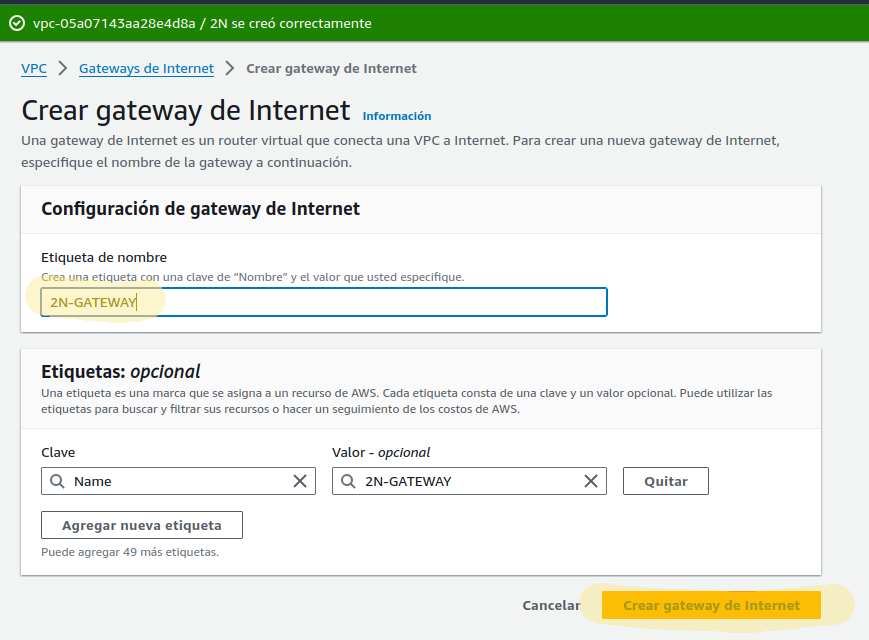 vpc-05a07143aa28e4d8a / 2N se creó correctamente
VPC > Gateways de Internet > Crear gateway de Internet
Crear gateway de Internet Información
Una gateway de Internet es un router virtual que conecta una VPC a Internet. Para crear una nueva gateway de Internet,
especifique el nombre de la gateway a continuación.
Configuración de gateway de Internet
Etiqueta de nombre
Crea una etiqueta con una clave de “Nombre” y el valor que usted especifique.
2N-GATEWAY
Etiquetas: opcional
Una etiqueta es una marca que se asigna a un recurso de AWS. Cada etiqueta consta de una clave y un valor opcional. Puede utilizar las
etiquetas para buscar y filtrar sus recursos o hacer un seguimiento de los costos de AWS.
Clave Valor - opcional
Name 2N-GATEWAY Quitar
Agregar nueva etiqueta
Puede agregar 49 más etiquetas.
Cancelar Crear gateway de Internet